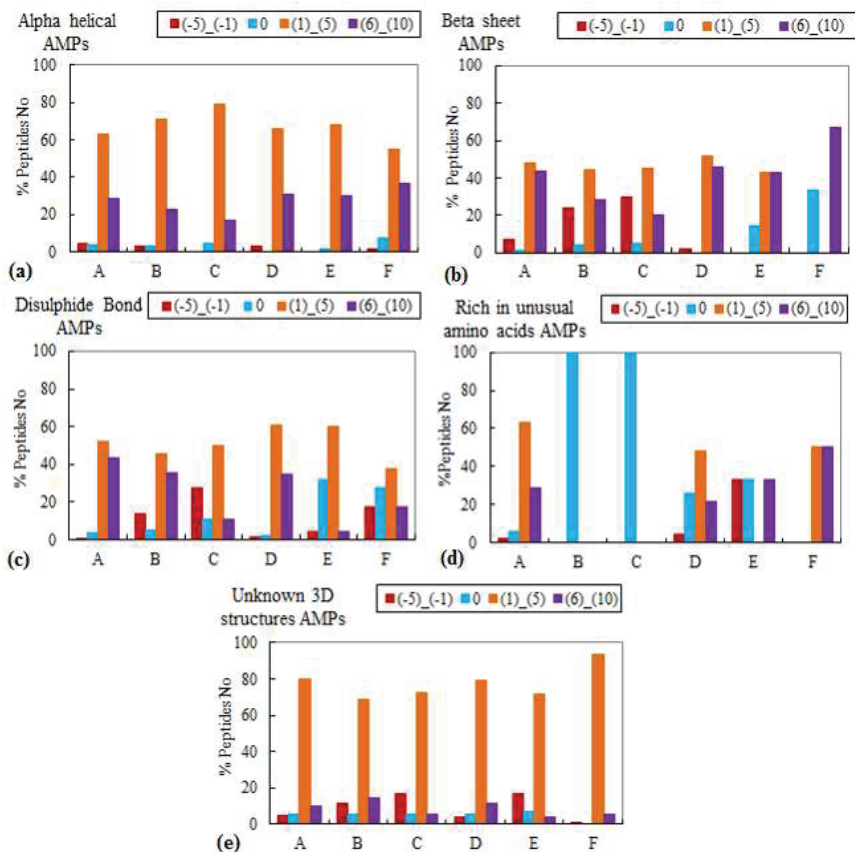 Alpha helical
AMPs
(-5)_(-1) 0 (1)_(5) (6)_(10)
% Peptides No
100
80
60
40
20
0
A B C D E F
(a)
Beta sheet
AMPs
(-5)_(-1) 0 (1)_(5) (6)_(10)
% Peptides No
100
80
60
40
20
0
A B C D E F
(b)
Disulphide Bond
AMPs
(-5)_(-1) 0 (1)_(5) (6)_(10)
% Peptides No
100
80
60
40
20
0
A B C D E F
(c)
Rich in unusual
amino acids AMPs
(-5)_(-1) 0 (1)_(5) (6)_(10)
%Peptides No
100
80
60
40
20
0
A B C D E F
(d)
Unknown 3D
structures AMPs
(-5)_(-1) 0 (1)_(5) (6)_(10)
% Peptides No
100
80
60
40
20
0
A B C D E F
(e)